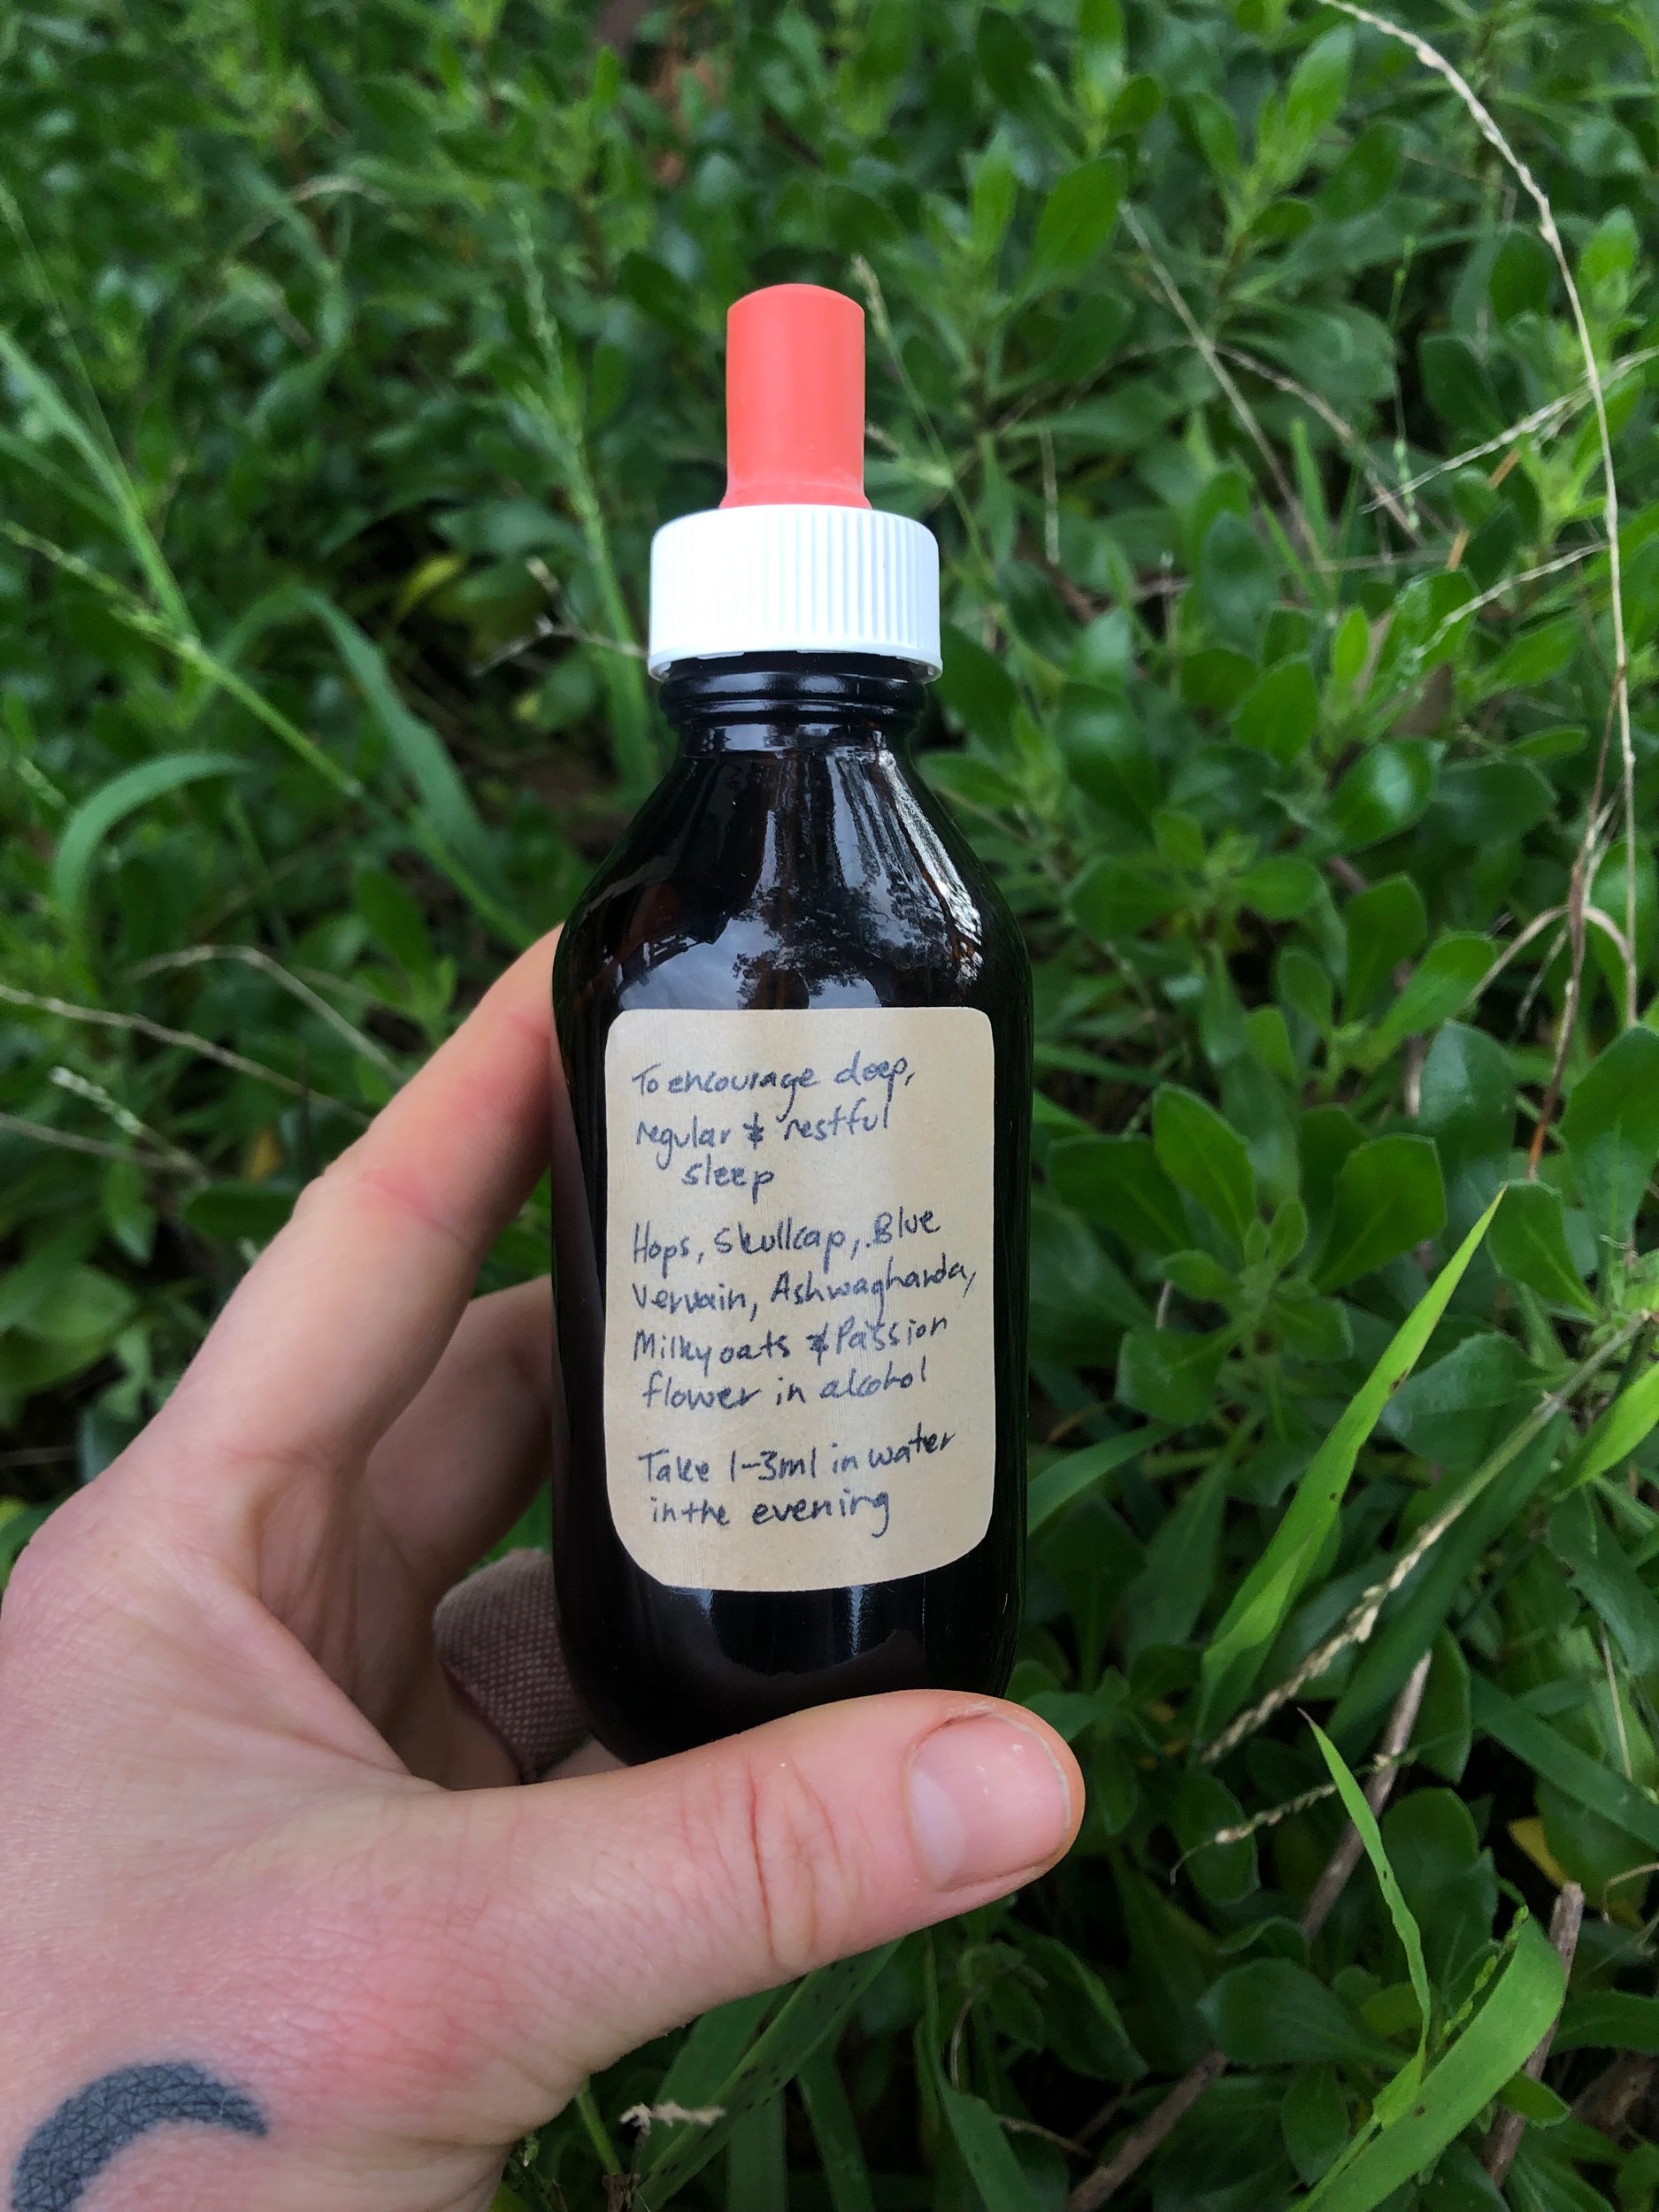 To encourage deep,
regular & restful
sleep
Hops, Skullcap, Blue
Vervain, Ashwagharda,
Milkyoats & Passion
flower in alcohol
Take 1-3ml in water
in the evening